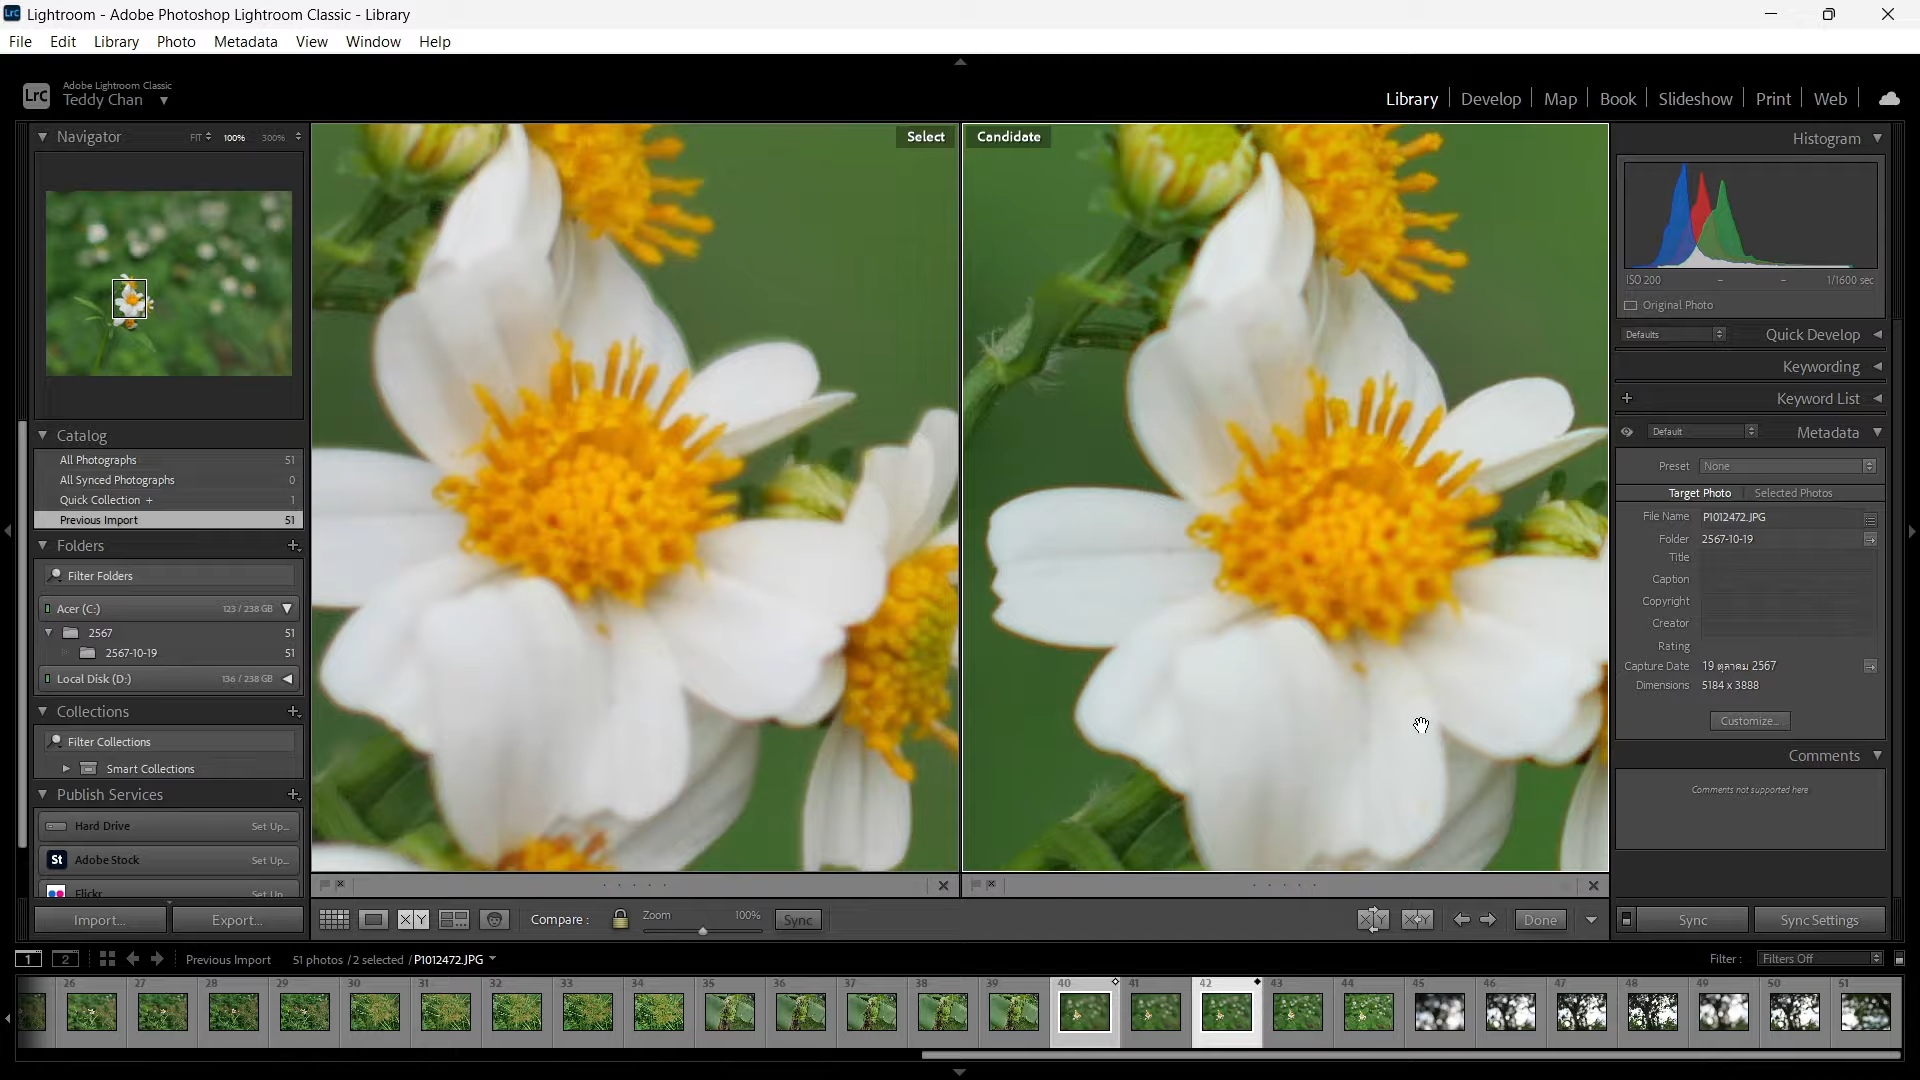 Lightroom - Adobe Photoshop Lightroom Classic - Library
File Edit Library Photo Metadata View Window Help
LrC Adobe Lightroom Classic
Teddy Chan
Library Develop Map Book Slideshow Print Web
Navigator FIT 100% 300%
Catalog
All Photographs 51
All Synced Photographs 0
Quick Collection + 1
Previous Import 51
Folders
Filter Folders
Acer (C:) 123 / 238 GB
2567 51
2567-10-19 51
Local Disk (D:) 136 / 238 GB
Collections
Filter Collections
Smart Collections
Publish Services
Hard Drive Set Up...
St Adobe Stock Set Up...
Flickr Set Up...
Import... Export...
Select
Candidate
Compare : Zoom 100% Sync
Done
Histogram
ISO 200 - - 1/1600 sec
Original Photo
Defaults Quick Develop
Keywording
Keyword List
Default Metadata
Preset None
Target Photo Selected Photos
File Name P1012472.JPG
Folder 2567-10-19
Title
Caption
Copyright
Creator
Rating
Capture Date 19 ตุลาคม 2567
Dimensions 5184 x 3888
Customize...
Comments
Comments not supported here
Sync Sync Settings
1 2 Previous Import 51 photos / 2 selected / P1012472.JPG
Filter : Filters Off
26 27 28 29 30 31 32 33 34 35 36 37 38 39 40 41 42 43 44 45 46 47 48 49 50 51